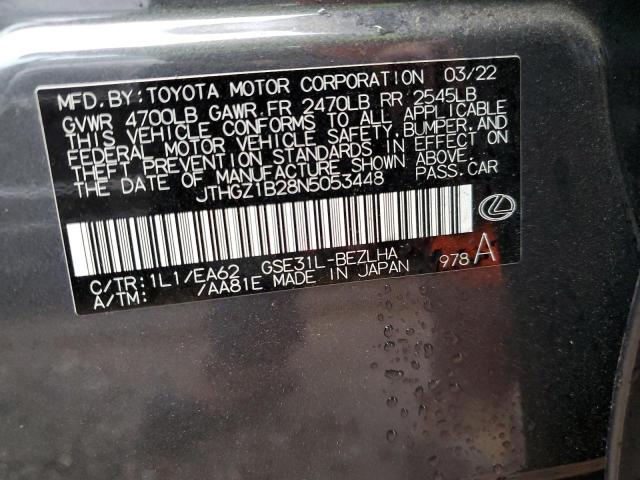 MFD. BY: TOYOTA MOTOR CORPORATION 03/22
GVWR 4700LB GAWR FR 2470LB RR 2545LB
THIS VEHICLE CONFORMS TO ALL APPLICABLE
FEDERAL MOTOR VEHICLE SAFETY, BUMPER, AND
THEFT PREVENTION STANDARDS IN EFFECT ON
THE DATE OF MANUFACTURE SHOWN ABOVE.
JTHGZ1B28N5053448 PASS. CAR
C/TR: 1L1/EA62 GSE31L-BEZLHA
A/TM: /AA81E MADE IN JAPAN 978 A